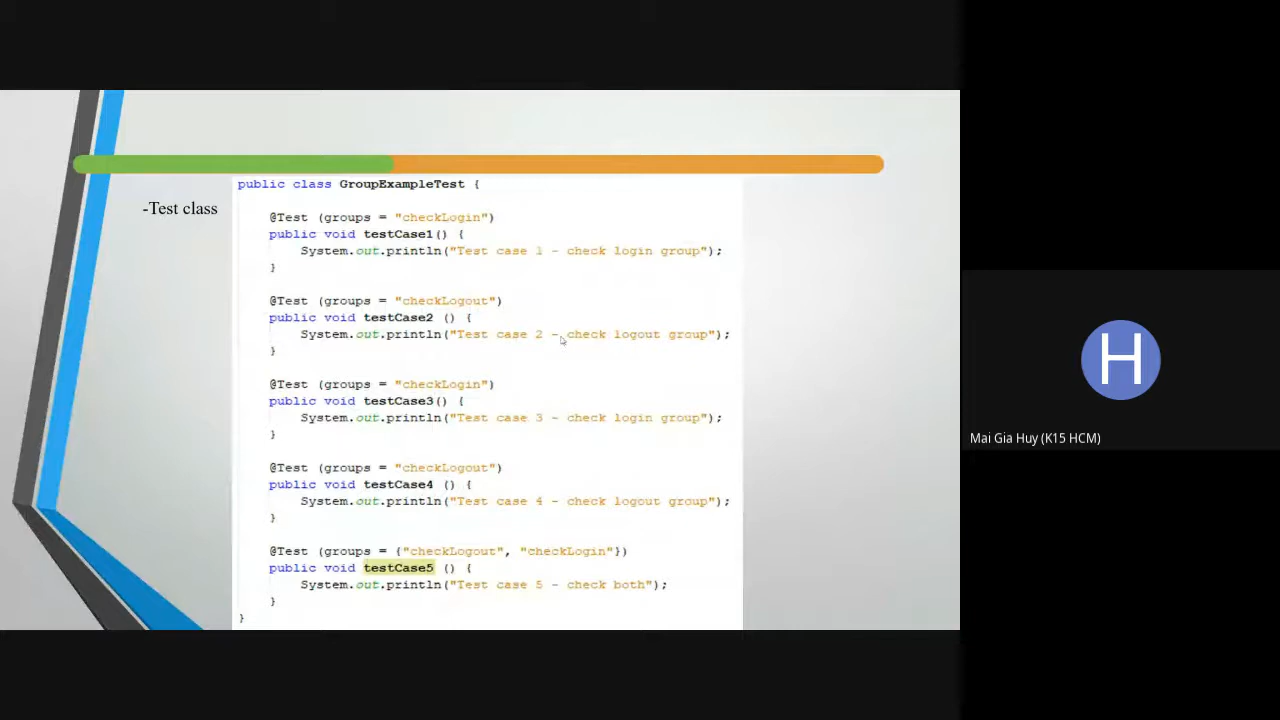 -Test class
public class GroupExampleTest {
@Test (groups = "checkLogin")
public void testCase1() {
System.out.println("Test case 1 - check login group");
}
@Test (groups = "checkLogout")
public void testCase2 () {
System.out.println("Test case 2 - check logout group");
}
@Test (groups = "checkLogin")
public void testCase3() {
System.out.println("Test case 3 - check login group");
}
@Test (groups = "checkLogout")
public void testCase4 () {
System.out.println("Test case 4 - check logout group");
}
@Test (groups = {"checkLogout", "checkLogin"})
public void testCase5 () {
System.out.println("Test case 5 - check both");
}
}
H
Mai Gia Huy (K15 HCM)